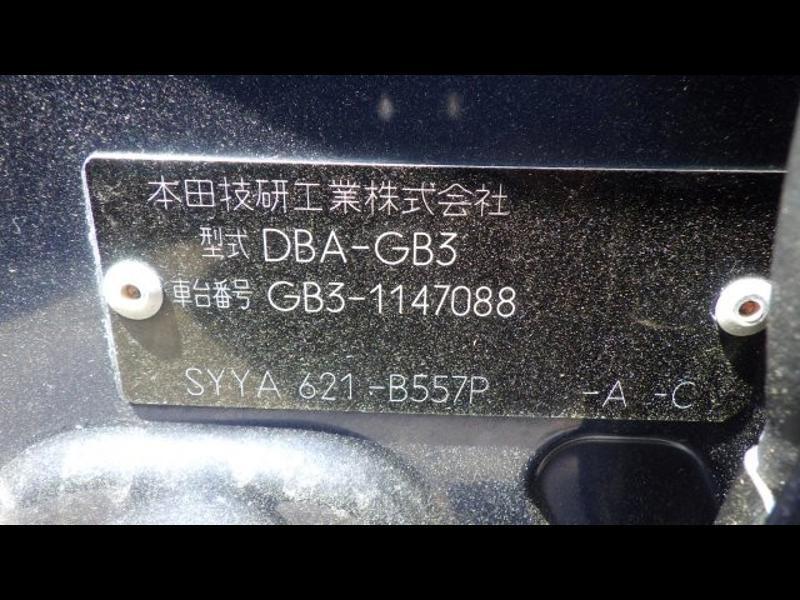 本田技研工業株式会社
型式 DBA-GB3
車台番号 GB3-1147088
SYYA 621-B557P -A -C